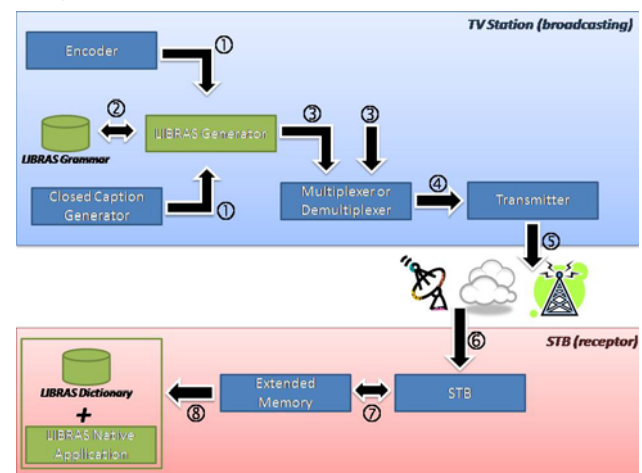 TV Station (broadcasting)
Encoder
①
②
LIBRAS Generator
③
③
LIBRAS Grammar
Closed Caption
Generator
①
Multiplexer or
Demultiplexer
④
Transmitter
⑤
⑥
STB (receptor)
LIBRAS Dictionary
+
LIBRAS Native
Application
⑧
Extended
Memory
⑦
STB